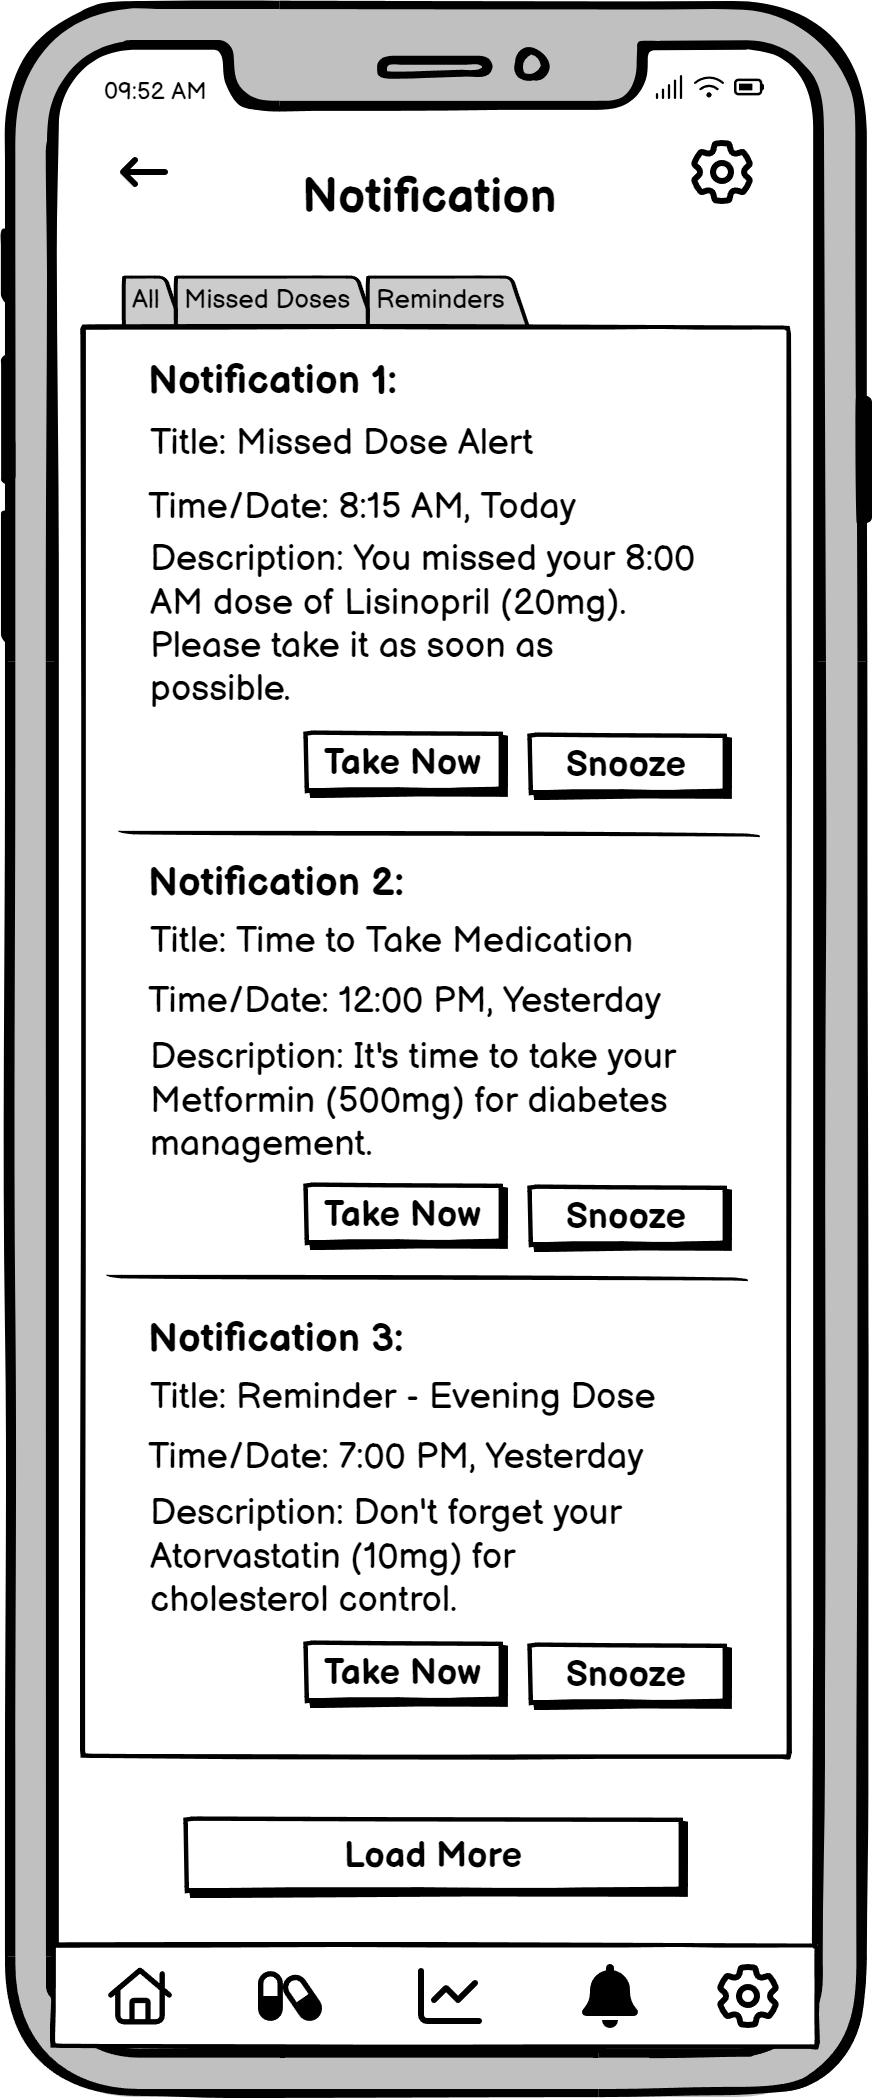 09:52 AM
Notification
All
Missed Doses
Reminders
Notification 1:
Title: Missed Dose Alert
Time/Date: 8:15 AM, Today
Description: You missed your 8:00
AM dose of Lisinopril (20mg).
Please take it as soon as
possible.
Take Now
Snooze
Notification 2:
Title: Time to Take Medication
Time/Date: 12:00 PM, Yesterday
Description: It's time to take your
Metformin (500mg) for diabetes
management.
Take Now
Snooze
Notification 3:
Title: Reminder - Evening Dose
Time/Date: 7:00 PM, Yesterday
Description: Don't forget your
Atorvastatin (10mg) for
cholesterol control.
Take Now
Snooze
Load More